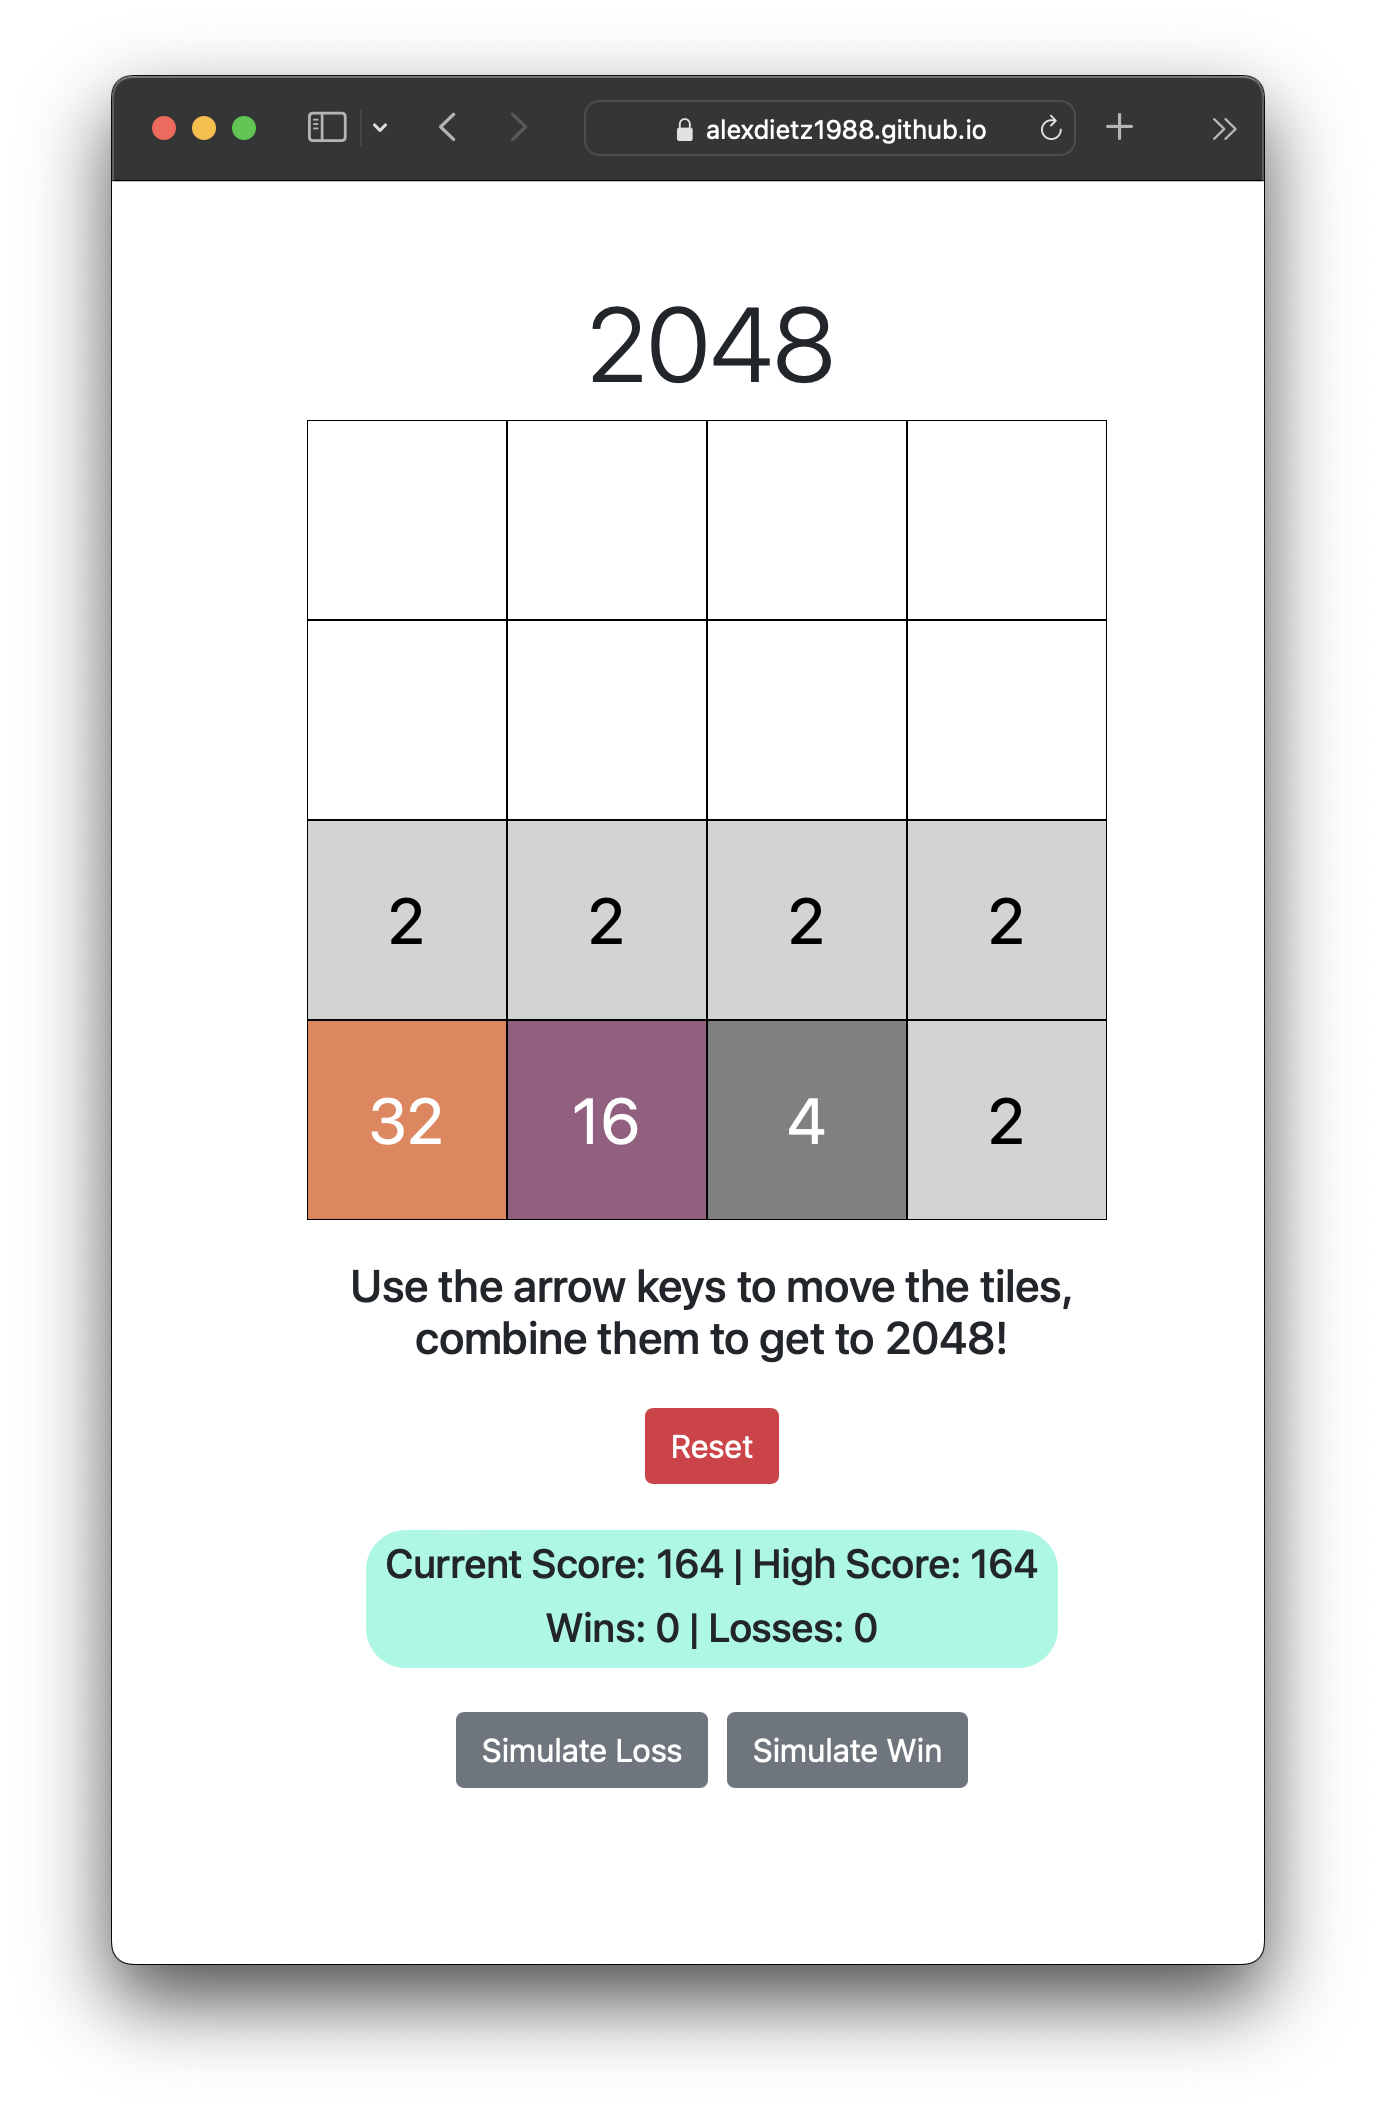 alexdietz1988.github.io
2048
2 2 2 2
32 16 4 2
Use the arrow keys to move the tiles,
combine them to get to 2048!
Reset
Current Score: 164 | High Score: 164
Wins: 0 | Losses: 0
Simulate Loss Simulate Win